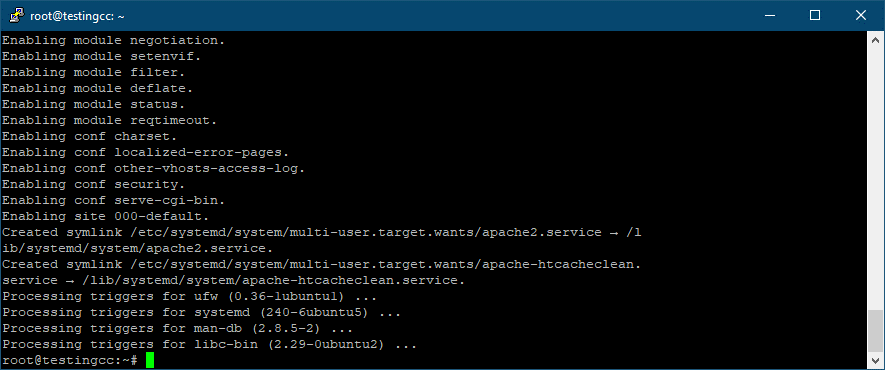 root@testingcc: ~
Enabling module negotiation.
Enabling module setenvif.
Enabling module filter.
Enabling module deflate.
Enabling module status.
Enabling module reqtimeout.
Enabling conf charset.
Enabling conf localized-error-pages.
Enabling conf other-vhosts-access-log.
Enabling conf security.
Enabling conf serve-cgi-bin.
Enabling site 000-default.
Created symlink /etc/systemd/system/multi-user.target.wants/apache2.service → /l
ib/systemd/system/apache2.service.
Created symlink /etc/systemd/system/multi-user.target.wants/apache-htcacheclean.
service → /lib/systemd/system/apache-htcacheclean.service.
Processing triggers for ufw (0.36-1ubuntu1) ...
Processing triggers for systemd (240-6ubuntu5) ...
Processing triggers for man-db (2.8.5-2) ...
Processing triggers for libc-bin (2.29-0ubuntu2) ...
root@testingcc:~#